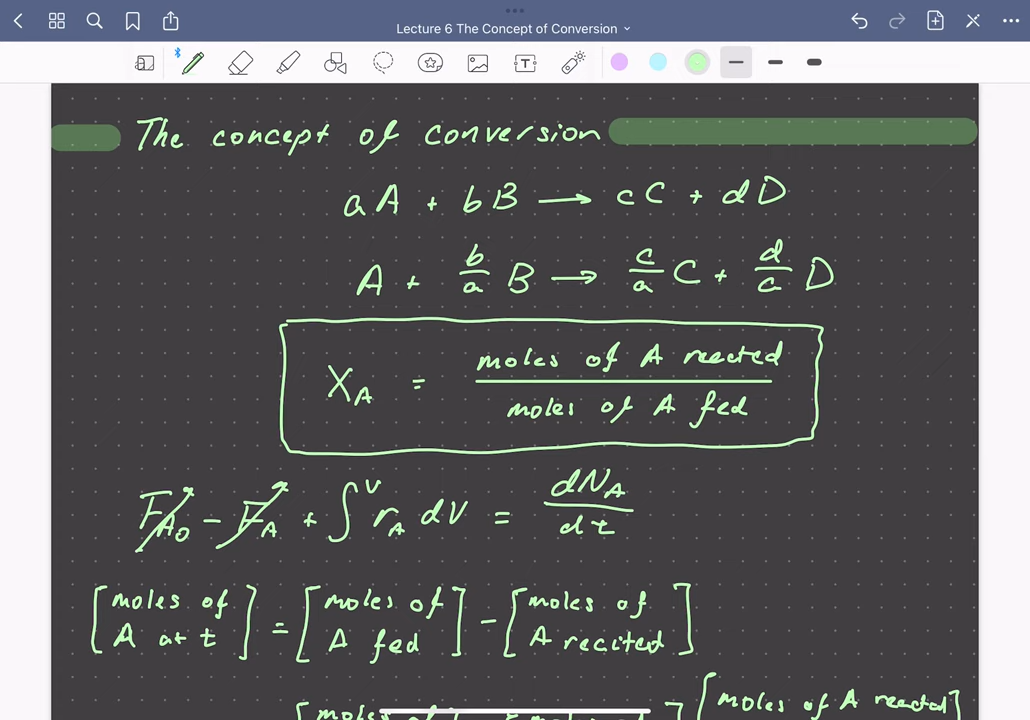 Lecture 6 The Concept of Conversion
The concept of conversion
aA + bB → cC + dD
A + b/a B → c/a C + d/a D
X_A = moles of A reacted / moles of A fed
F_A0 - F_A + ∫^V r_A dV = dN_A/dt
[moles of A at t] = [moles of A fed] - [moles of A recited]
[moles of A reacted]